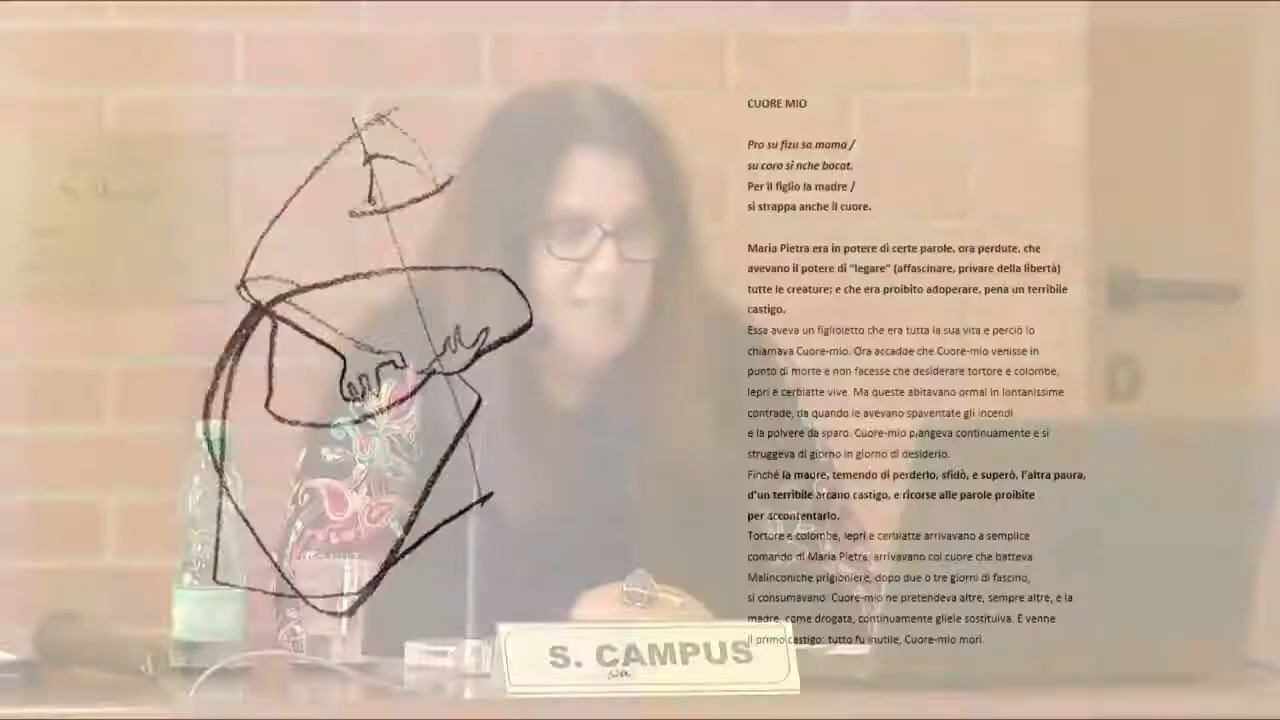 CUORE MIO
Pro su fizu sa mama /
su coro si nche bocat.
Per il figlio la madre /
si strappa anche il cuore.
Maria Pietra era in potere di certe parole, ora perdute, che
avevano il potere di “legare” (affascinare, privare della libertà)
tutte le creature; e che era proibito adoperare, pena un terribile
castigo.
Essa aveva un figlioletto che era tutta la sua vita e perciò lo
chiamava Cuore-mio. Ora accadde che Cuore-mio venisse in
punto di morte e non facesse che desiderare tortore e colombe,
lepri e cerbiatte vive. Ma queste abitavano ormai in lontanissime
contrade, da quando le avevano spaventate gli incendi
e la polvere da sparo. Cuore-mio piangeva continuamente e si
struggeva di giorno in giorno di desiderio.
Finché la madre, temendo di perderlo, sfidò, e superò, l’altra paura,
d’un terribile arcano castigo, e ricorse alle parole proibite
per accontentarlo.
Tortore e colombe, lepri e cerbiatte arrivavano a semplice
comando di Maria Pietra: arrivavano col cuore che batteva
Malinconiche prigioniere, dopo due o tre giorni di fascino,
si consumavano. Cuore-mio ne pretendeva altre, sempre altre, e la
madre, come drogata, continuamente gliele sostituiva. E venne
il primo castigo: tutto fu inutile, Cuore-mio morì.
S. CAMPUS